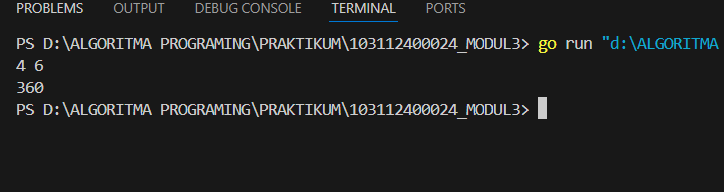 PROBLEMS OUTPUT DEBUG CONSOLE TERMINAL PORTS
PS D:\ALGORITMA PROGRAMING\PRAKTIKUM\103112400024_MODUL3> go run "d:\ALGORITMA
4 6
360
PS D:\ALGORITMA PROGRAMING\PRAKTIKUM\103112400024_MODUL3>